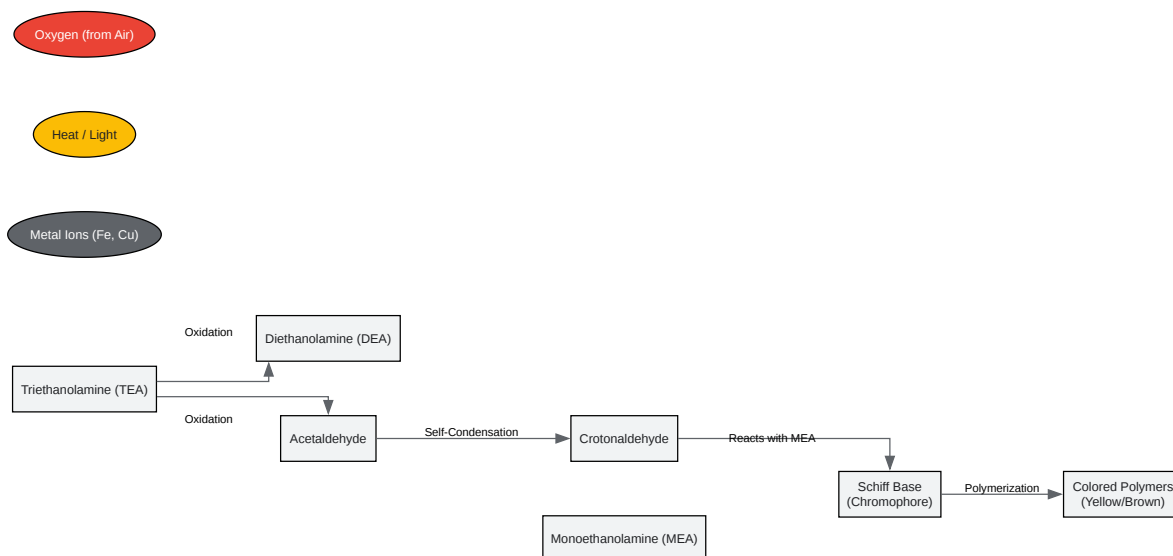 Oxygen (from Air)
Heat / Light
Metal Ions (Fe, Cu)
Oxidation
Diethanolamine (DEA)
Triethanolamine (TEA)
Oxidation
Acetaldehyde
Self-Condensation
Crotonaldehyde
Reacts with MEA
Schiff Base
(Chromophore)
Polymerization
Colored Polymers
(Yellow/Brown)
Monoethanolamine (MEA)